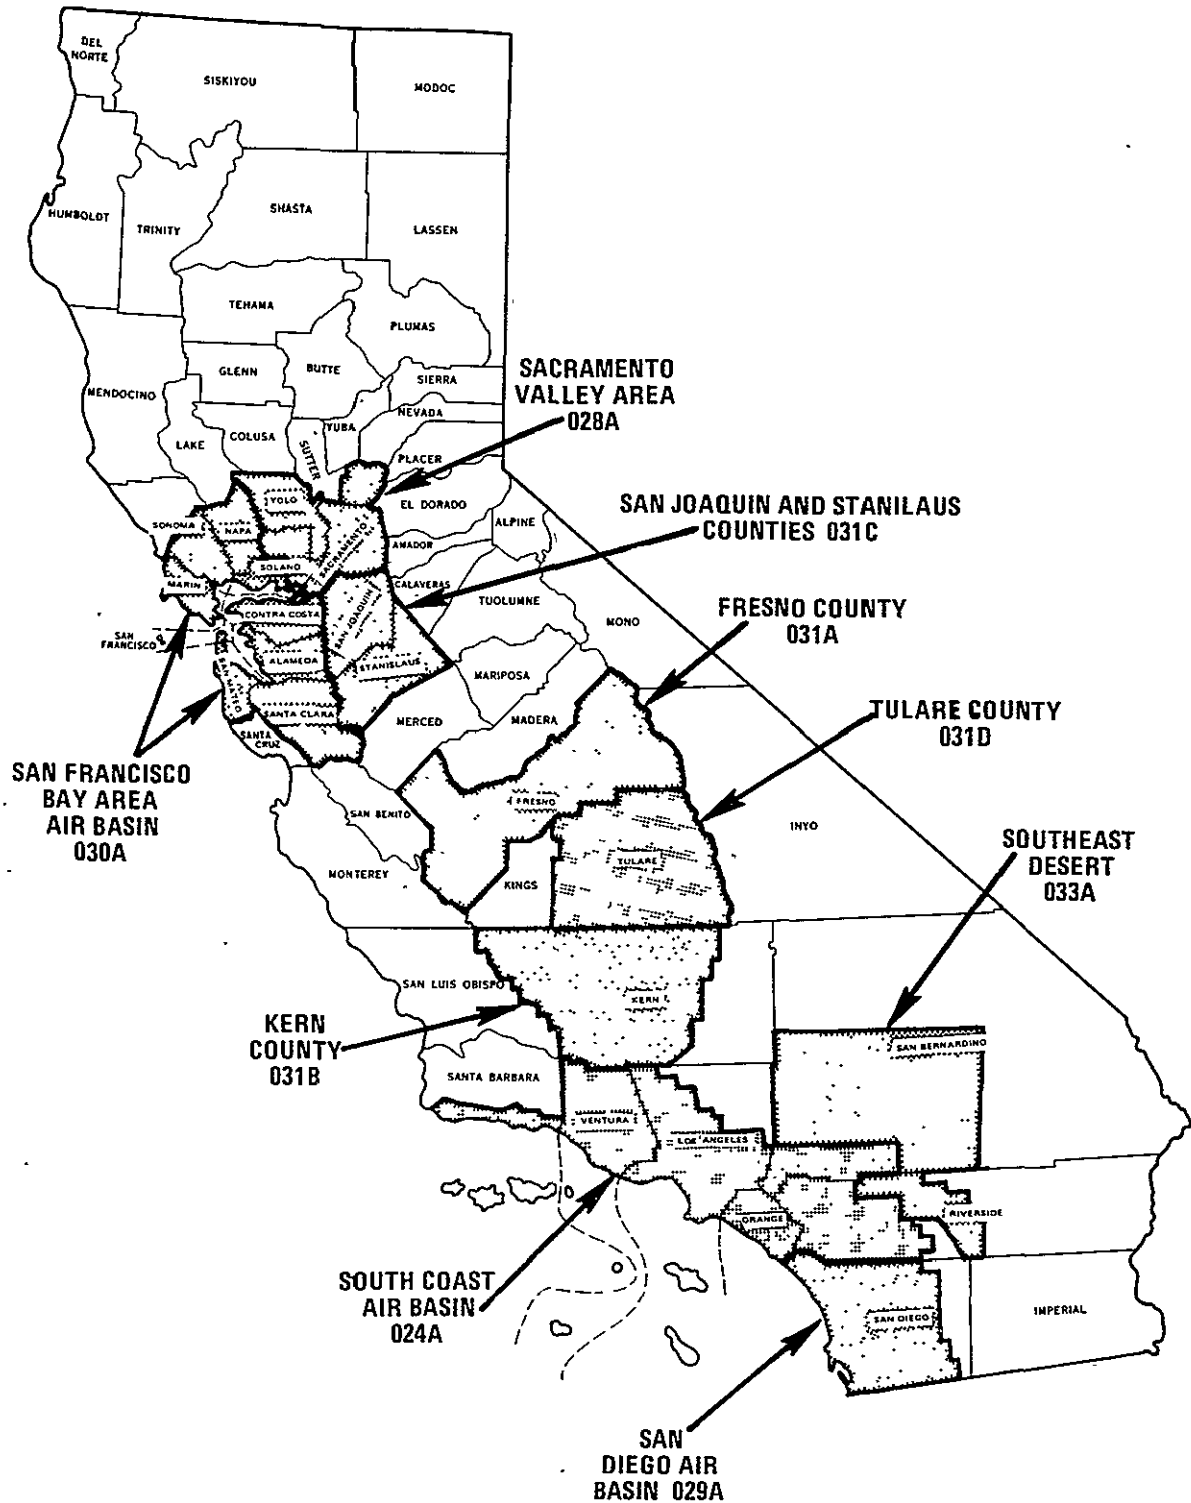 DEL
NORTE
SISKIYOU
MODOC
HUMBOLDT
TRINITY
SHASTA
LASSEN
TEHAMA
PLUMAS
MENDOCINO
GLENN
BUTTE
SIERRA
NEVADA
LAKE
COLUSA
SUTTER
YUBA
PLACER
SACRAMENTO
VALLEY AREA
028A
EL DORADO
YOLO
SONOMA
NAPA
SACRAMENTO
ALPINE
AMADOR
SAN JOAQUIN AND STANILAUS
COUNTIES 031C
SOLANO
MARIN
CALAVERAS
TUOLUMNE
MONO
CONTRA COSTA
SAN JOAQUIN
FRESNO COUNTY
031A
SAN
FRANCISCO
ALAMEDA
STANISLAUS
MARIPOSA
SAN MATEO
SANTA CLARA
SANTA
CRUZ
MERCED
MADERA
TULARE COUNTY
031D
SAN FRANCISCO
BAY AREA
AIR BASIN
030A
SAN BENITO
FRESNO
INYO
MONTEREY
KINGS
TULARE
SOUTHEAST
DESERT
033A
SAN LUIS OBISPO
KERN
KERN
COUNTY
031B
SAN BERNARDINO
SANTA BARBARA
VENTURA
LOS ANGELES
ORANGE
RIVERSIDE
SOUTH COAST
AIR BASIN
024A
SAN DIEGO
IMPERIAL
SAN
DIEGO AIR
BASIN 029A